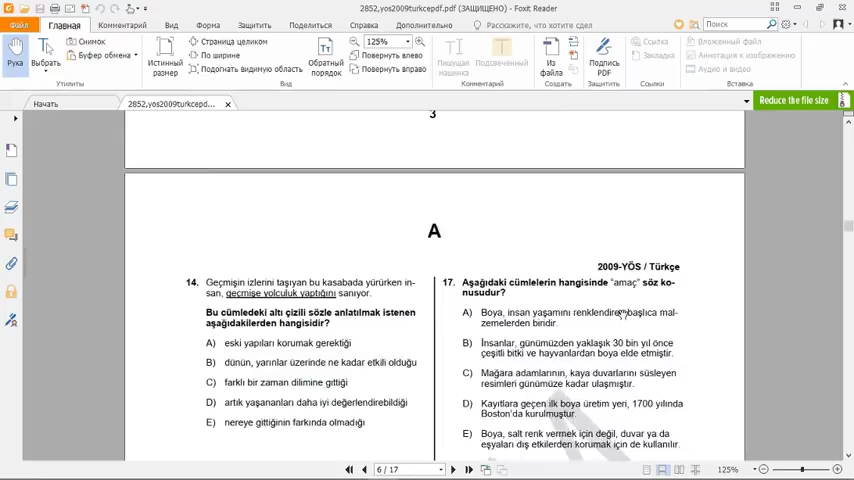 2852,yos2009turkcepdf.pdf (ЗАЩИЩЕНО) - Foxit Reader
Файл Главная Комментарий Вид Форма Защитить Поделиться Справка Дополнительно Подскажите, что хотите сдел Поиск
Рука
Выбрать
Снимок
Буфер обмена
Утилиты
Истинный размер
Страница целиком
По ширине
Подогнать видимую область
Обратный порядок
Вид
125%
Повернуть влево
Повернуть вправо
Пишущая машинка
Подсвеченный
Комментарий
Из файла
Создать
Подпись PDF
Защитить
Ссылка
Закладка
Ссылки
Вложенный файл
Аннотация к изображению
Аудио и видео
Вставка
Начать
2852,yos2009turkcepdf...
Reduce the file size
3
A
2009-YÖS / Türkçe
14. Geçmişin izlerini taşıyan bu kasabada yürürken in-
san, geçmişe yolculuk yaptığını sanıyor.
Bu cümledeki altı çizili sözle anlatılmak istenen
aşağıdakilerden hangisidir?
A) eski yapıları korumak gerektiği
B) dünün, yarınlar üzerinde ne kadar etkili olduğu
C) farklı bir zaman dilimine gittiği
D) artık yaşananları daha iyi değerlendirebildiği
E) nereye gittiğinin farkında olmadığı
17. Aşağıdaki cümlelerin hangisinde "amaç" söz ko-
nusudur?
A) Boya, insan yaşamını renklendiren başlıca mal-
zemelerden biridir.
B) İnsanlar, günümüzden yaklaşık 30 bin yıl önce
çeşitli bitki ve hayvanlardan boya elde etmiştir.
C) Mağara adamlarının, kaya duvarlarını süsleyen
resimleri günümüze kadar ulaşmıştır.
D) Kayıtlara geçen ilk boya üretim yeri, 1700 yılında
Boston'da kurulmuştur.
E) Boya, salt renk vermek için değil, duvar ya da
eşyaları dış etkilerden korumak için de kullanılır.
6 / 17
125%